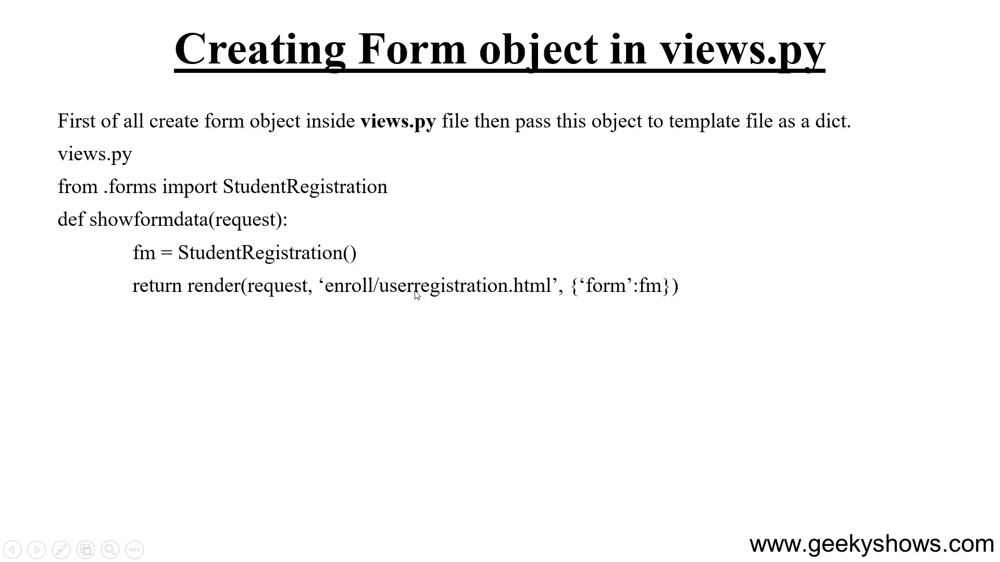 Creating Form object in views.py
First of all create form object inside views.py file then pass this object to template file as a dict.
views.py
from .forms import StudentRegistration
def showformdata(request):
fm = StudentRegistration()
return render(request, ‘enroll/userregistration.html’, {‘form’:fm})
www.geekyshows.com